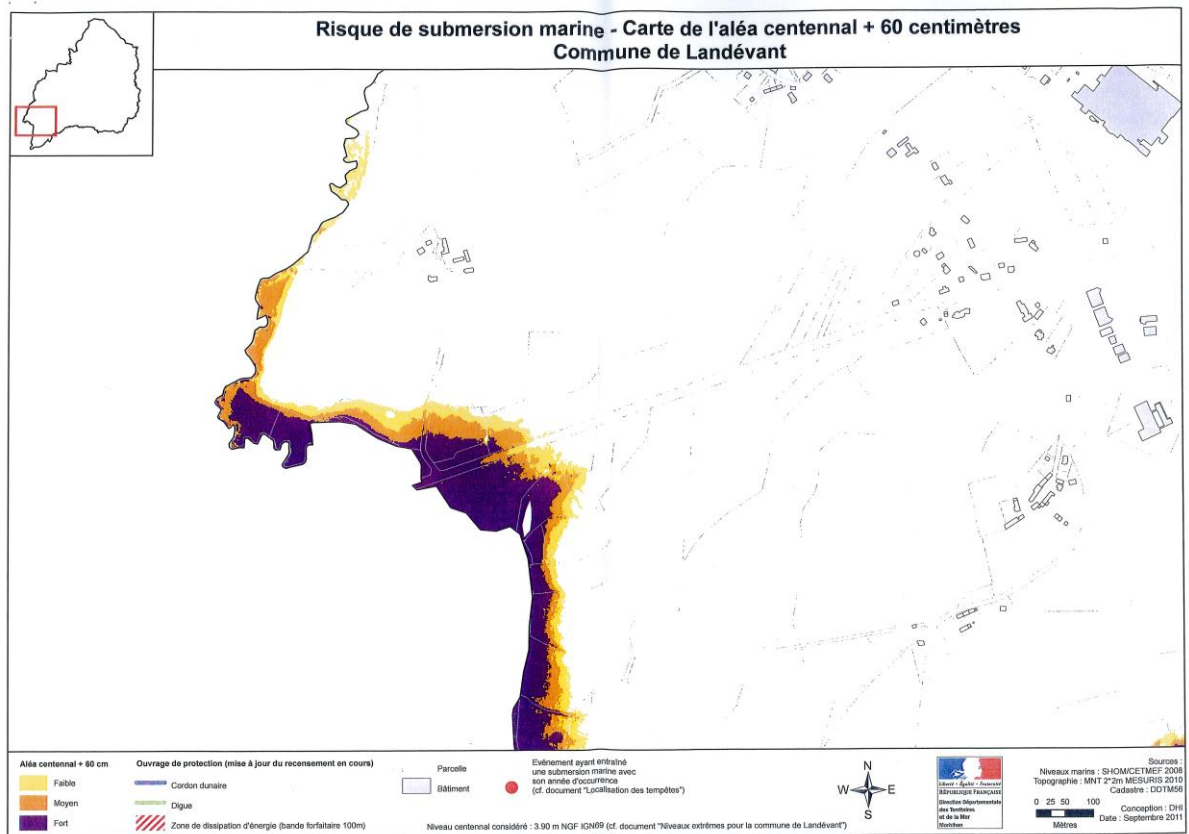 Risque de submersion marine - Carte de l'aléa centennal + 60 centimètres
Commune de Landévant
Aléa centennal + 60 cm
Faible
Moyen
Fort
Ouvrage de protection (mise à jour du recensement en cours)
Cordon dunaire
Digue
Zone de dissipation d'énergie (bande forfaitaire 100m)
Parcelle
Bâtiment
Evénement ayant entraîné
une submersion marine avec
son année d'occurrence
(cf. document "Localisation des tempêtes")
Niveau centennal considéré : 3.90 m NGF IGN69 (cf. document "Niveaux extrêmes pour la commune de Landévant")
N
W
E
S
Liberté • Égalité • Fraternité
RÉPUBLIQUE FRANÇAISE
Direction Départementale
des Territoires
et de la Mer
Morbihan
Sources :
Niveaux marins : SHOM/CETMEF 2008
Topographie : MNT 2*2m MESURIS 2010
Cadastre : DDTM56
0 25 50 100
Mètres
Conception : DHI
Date : Septembre 2011